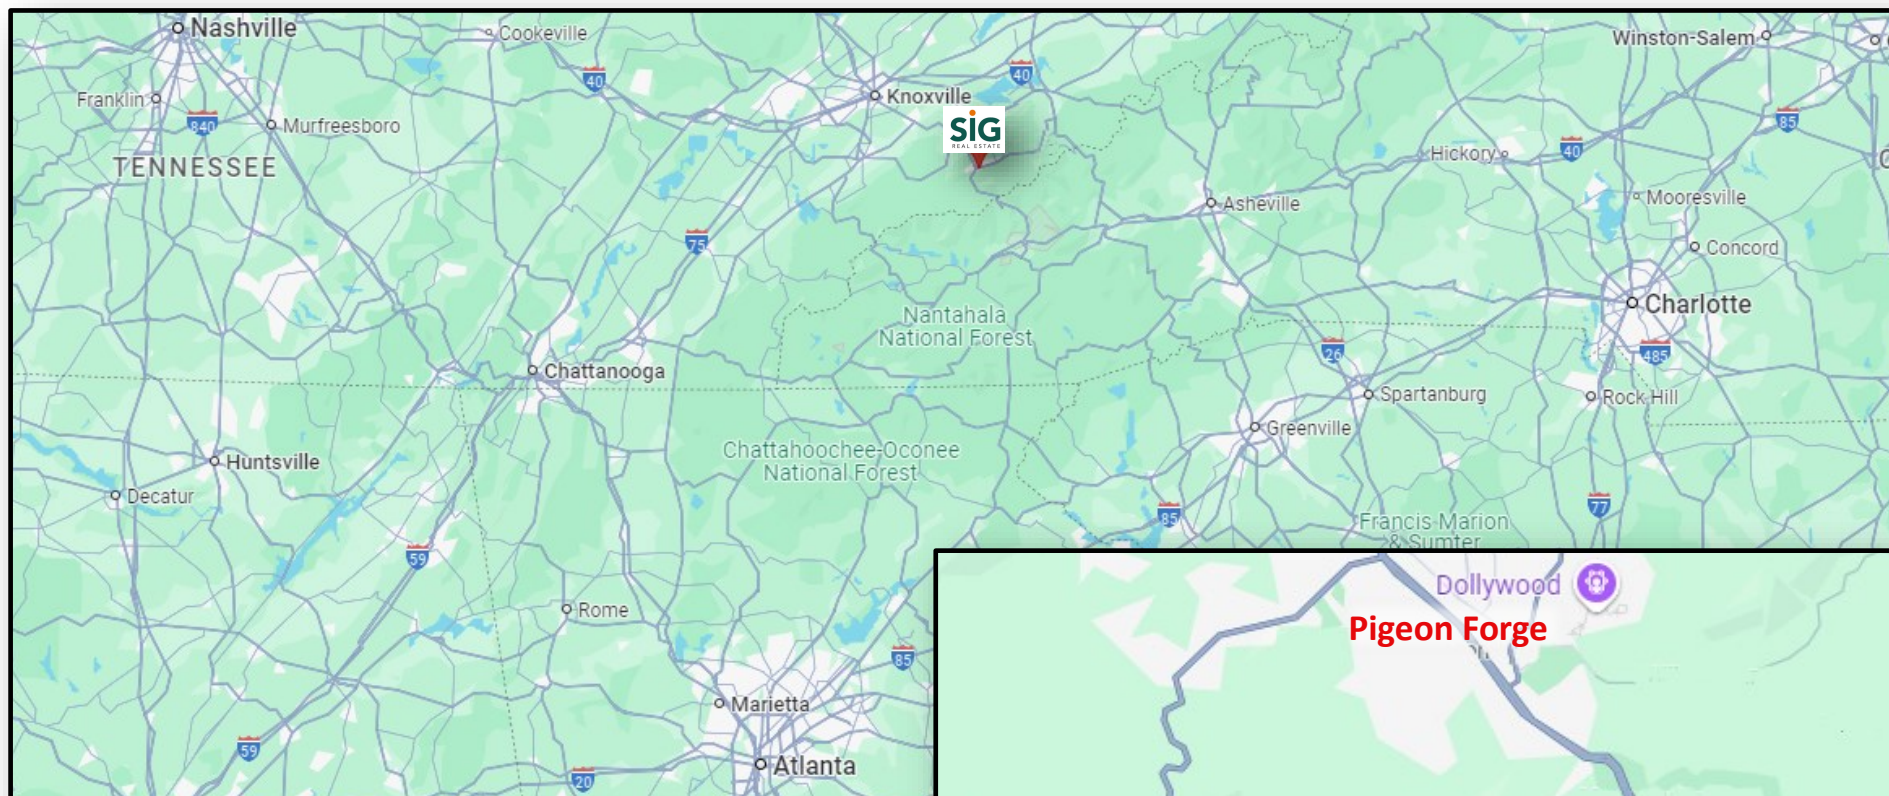 Nashville
Cookeville
Winston-Salem
40
40
Franklin
Knoxville
840
Murfreesboro
85
SiG
REAL ESTATE
TENNESSEE
Hickory
40
Asheville
Mooresville
75
Concord
Nantahala
National Forest
Charlotte
26
485
Chattanooga
Spartanburg
Rock Hill
Greenville
Chattahoochee-Oconee
National Forest
Huntsville
Decatur
85
77
Francis Marion
& Sumter
59
Dollywood
Rome
Pigeon Forge
85
Marietta
59
Atlanta
20